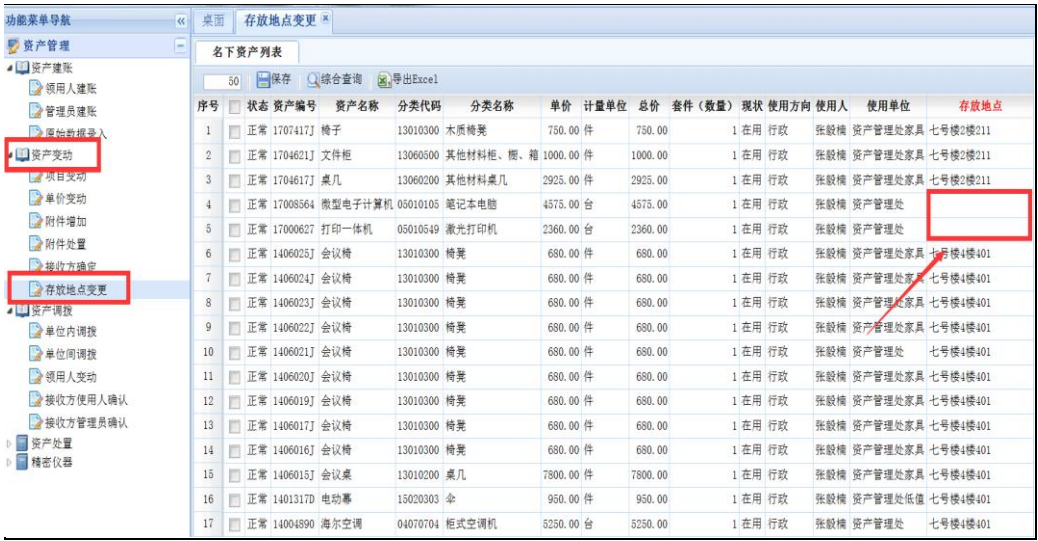 功能菜单导航
资产管理
资产建账
领用人建账
管理员建账
原始数据录入
资产变动
项目变动
单价变动
附件增加
附件处置
接收方确定
存放地点变更
资产调拨
单位内调拨
单位间调拨
领用人变动
接收方使用人确认
接收方管理员确认
资产处置
精密仪器
桌面 存放地点变更
名下资产列表
50 保存 综合查询 导出Excel
序号 状态 资产编号 资产名称 分类代码 分类名称 单价 计量单位 总价 套件（数量） 现状 使用方向 使用人 使用单位 存放地点
1 正常 1707417J 椅子 13010300 木质椅凳 750.00 件 750.00 1 在用 行政 张毅楠 资产管理处家具 七号楼2楼211
2 正常 1704621J 文件柜 13060500 其他材料柜、橱、箱 1000.00 件 1000.00 1 在用 行政 张毅楠 资产管理处家具 七号楼2楼211
3 正常 1704617J 桌几 13060200 其他材料桌几 2925.00 件 2925.00 1 在用 行政 张毅楠 资产管理处家具 七号楼2楼211
4 正常 17008564 微型电子计算机 05010105 笔记本电脑 4575.00 台 4575.00 1 在用 行政 张毅楠 资产管理处
5 正常 17000627 打印一体机 05010549 激光打印机 2360.00 台 2360.00 1 在用 行政 张毅楠 资产管理处
6 正常 1406025J 会议椅 13010300 椅凳 680.00 件 680.00 1 在用 行政 张毅楠 资产管理处家具 七号楼4楼401
7 正常 1406024J 会议椅 13010300 椅凳 680.00 件 680.00 1 在用 行政 张毅楠 资产管理处家具 七号楼4楼401
8 正常 1406023J 会议椅 13010300 椅凳 680.00 件 680.00 1 在用 行政 张毅楠 资产管理处家具 七号楼4楼401
9 正常 1406022J 会议椅 13010300 椅凳 680.00 件 680.00 1 在用 行政 张毅楠 资产管理处家具 七号楼4楼401
10 正常 1406021J 会议椅 13010300 椅凳 680.00 件 680.00 1 在用 行政 张毅楠 资产管理处 七号楼4楼401
11 正常 1406020J 会议椅 13010300 椅凳 680.00 件 680.00 1 在用 行政 张毅楠 资产管理处家具 七号楼4楼401
12 正常 1406019J 会议椅 13010300 椅凳 680.00 件 680.00 1 在用 行政 张毅楠 资产管理处家具 七号楼4楼401
13 正常 1406017J 会议椅 13010300 椅凳 680.00 件 680.00 1 在用 行政 张毅楠 资产管理处家具 七号楼4楼401
14 正常 1406016J 会议椅 13010300 椅凳 680.00 件 680.00 1 在用 行政 张毅楠 资产管理处家具 七号楼4楼401
15 正常 1406015J 会议桌 13010200 桌几 7800.00 件 7800.00 1 在用 行政 张毅楠 资产管理处家具 七号楼4楼401
16 正常 1401317D 电动幕 15020303 伞 950.00 件 950.00 1 在用 行政 张毅楠 资产管理处低值 七号楼4楼401
17 正常 14004890 海尔空调 04070704 柜式空调机 5250.00 台 5250.00 1 在用 行政 张毅楠 资产管理处 七号楼4楼401